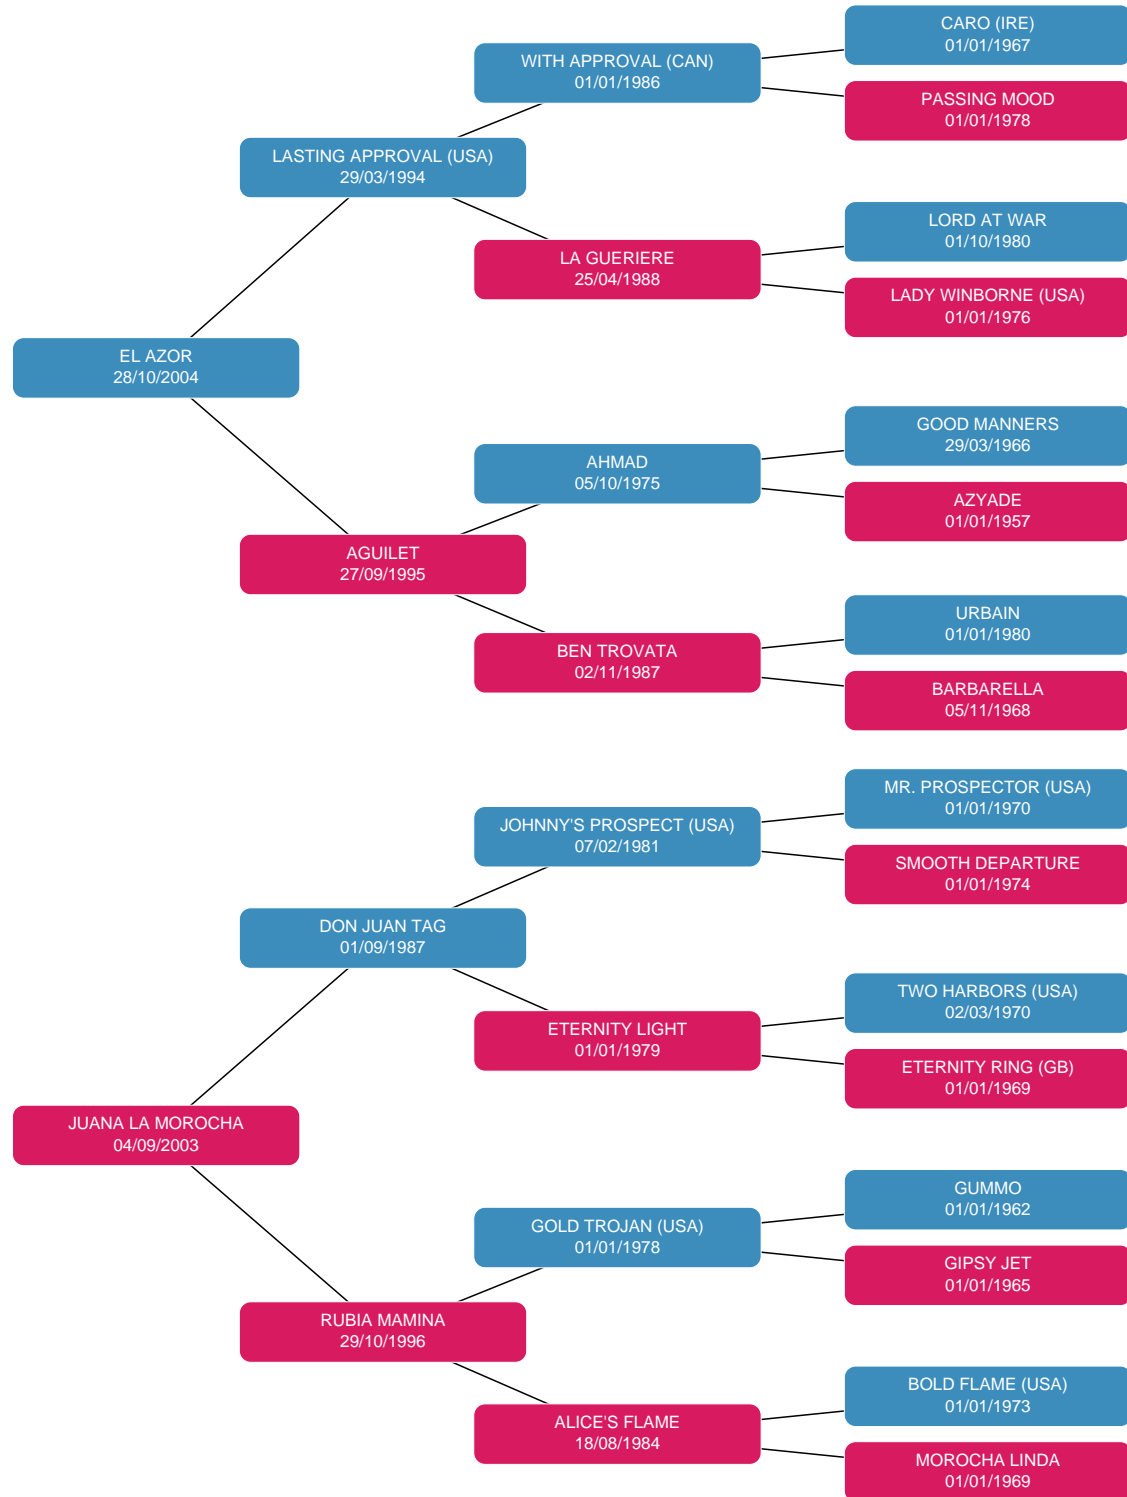 CARO (IRE)
01/01/1967
WITH APPROVAL (CAN)
01/01/1986
PASSING MOOD
01/01/1978
LASTING APPROVAL (USA)
29/03/1994
LORD AT WAR
01/10/1980
LA GUERIERE
25/04/1988
LADY WINBORNE (USA)
01/01/1976
EL AZOR
28/10/2004
GOOD MANNERS
29/03/1966
AHMAD
05/10/1975
AZYADE
01/01/1957
AGUILET
27/09/1995
URBAIN
01/01/1980
BEN TROVATA
02/11/1987
BARBARELLA
05/11/1968
MR. PROSPECTOR (USA)
01/01/1970
JOHNNY'S PROSPECT (USA)
07/02/1981
SMOOTH DEPARTURE
01/01/1974
DON JUAN TAG
01/09/1987
TWO HARBORS (USA)
02/03/1970
ETERNITY LIGHT
01/01/1979
ETERNITY RING (GB)
01/01/1969
JUANA LA MOROCHA
04/09/2003
GUMMO
01/01/1962
GOLD TROJAN (USA)
01/01/1978
GIPSY JET
01/01/1965
RUBIA MAMINA
29/10/1996
BOLD FLAME (USA)
01/01/1973
ALICE'S FLAME
18/08/1984
MOROCHA LINDA
01/01/1969